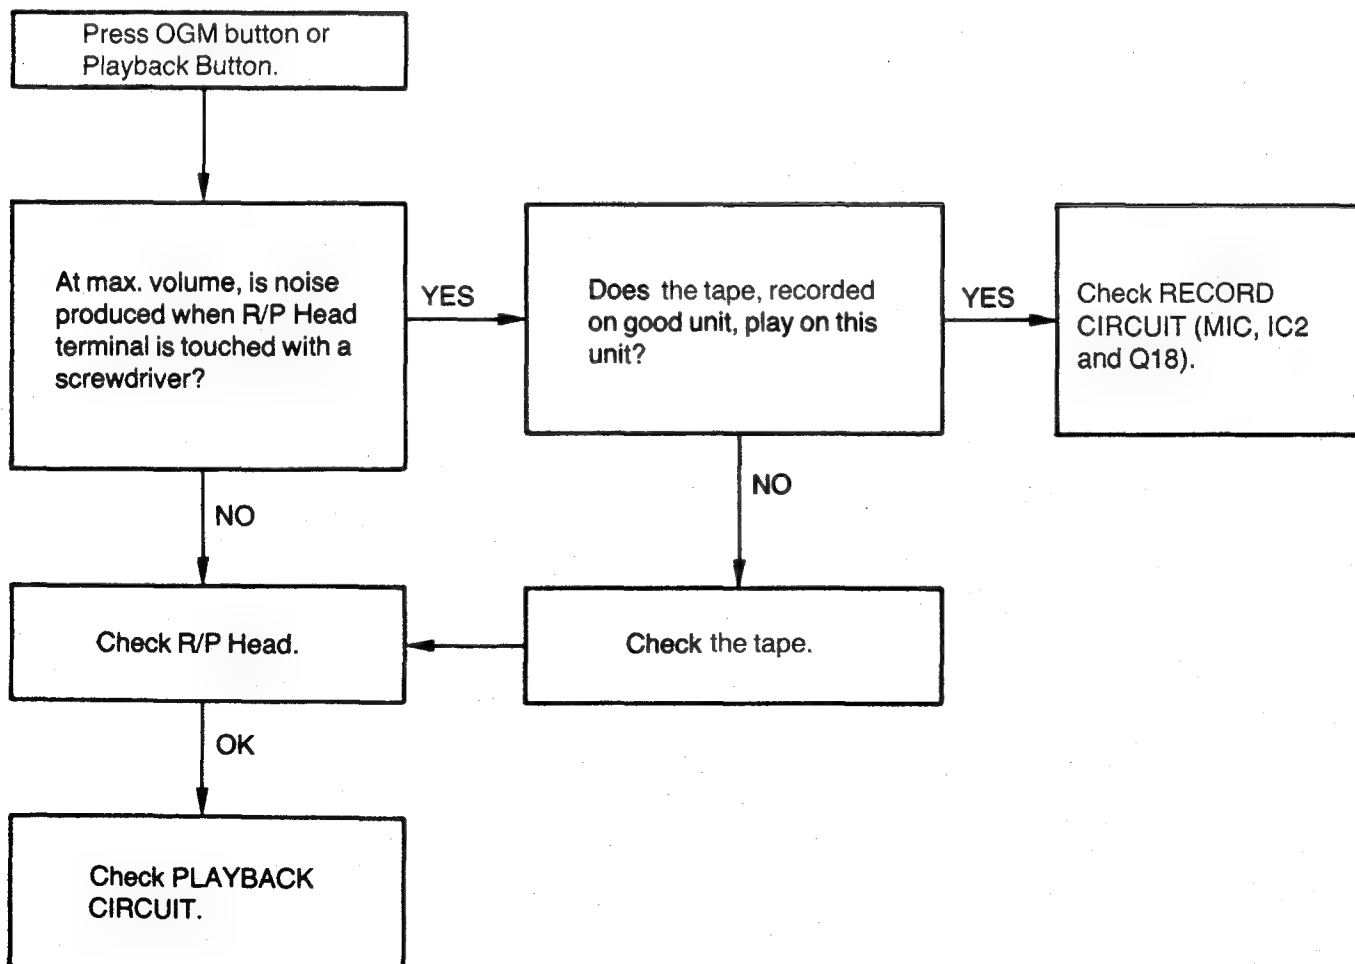 Press OGM button or
Playback Button.
At max. volume, is noise
produced when R/P Head
terminal is touched with a
screwdriver?
YES
Does the tape, recorded
on good unit, play on this
unit?
YES
Check RECORD
CIRCUIT (MIC, IC2
and Q18).
NO
NO
Check R/P Head.
Check the tape.
OK
Check PLAYBACK
CIRCUIT.